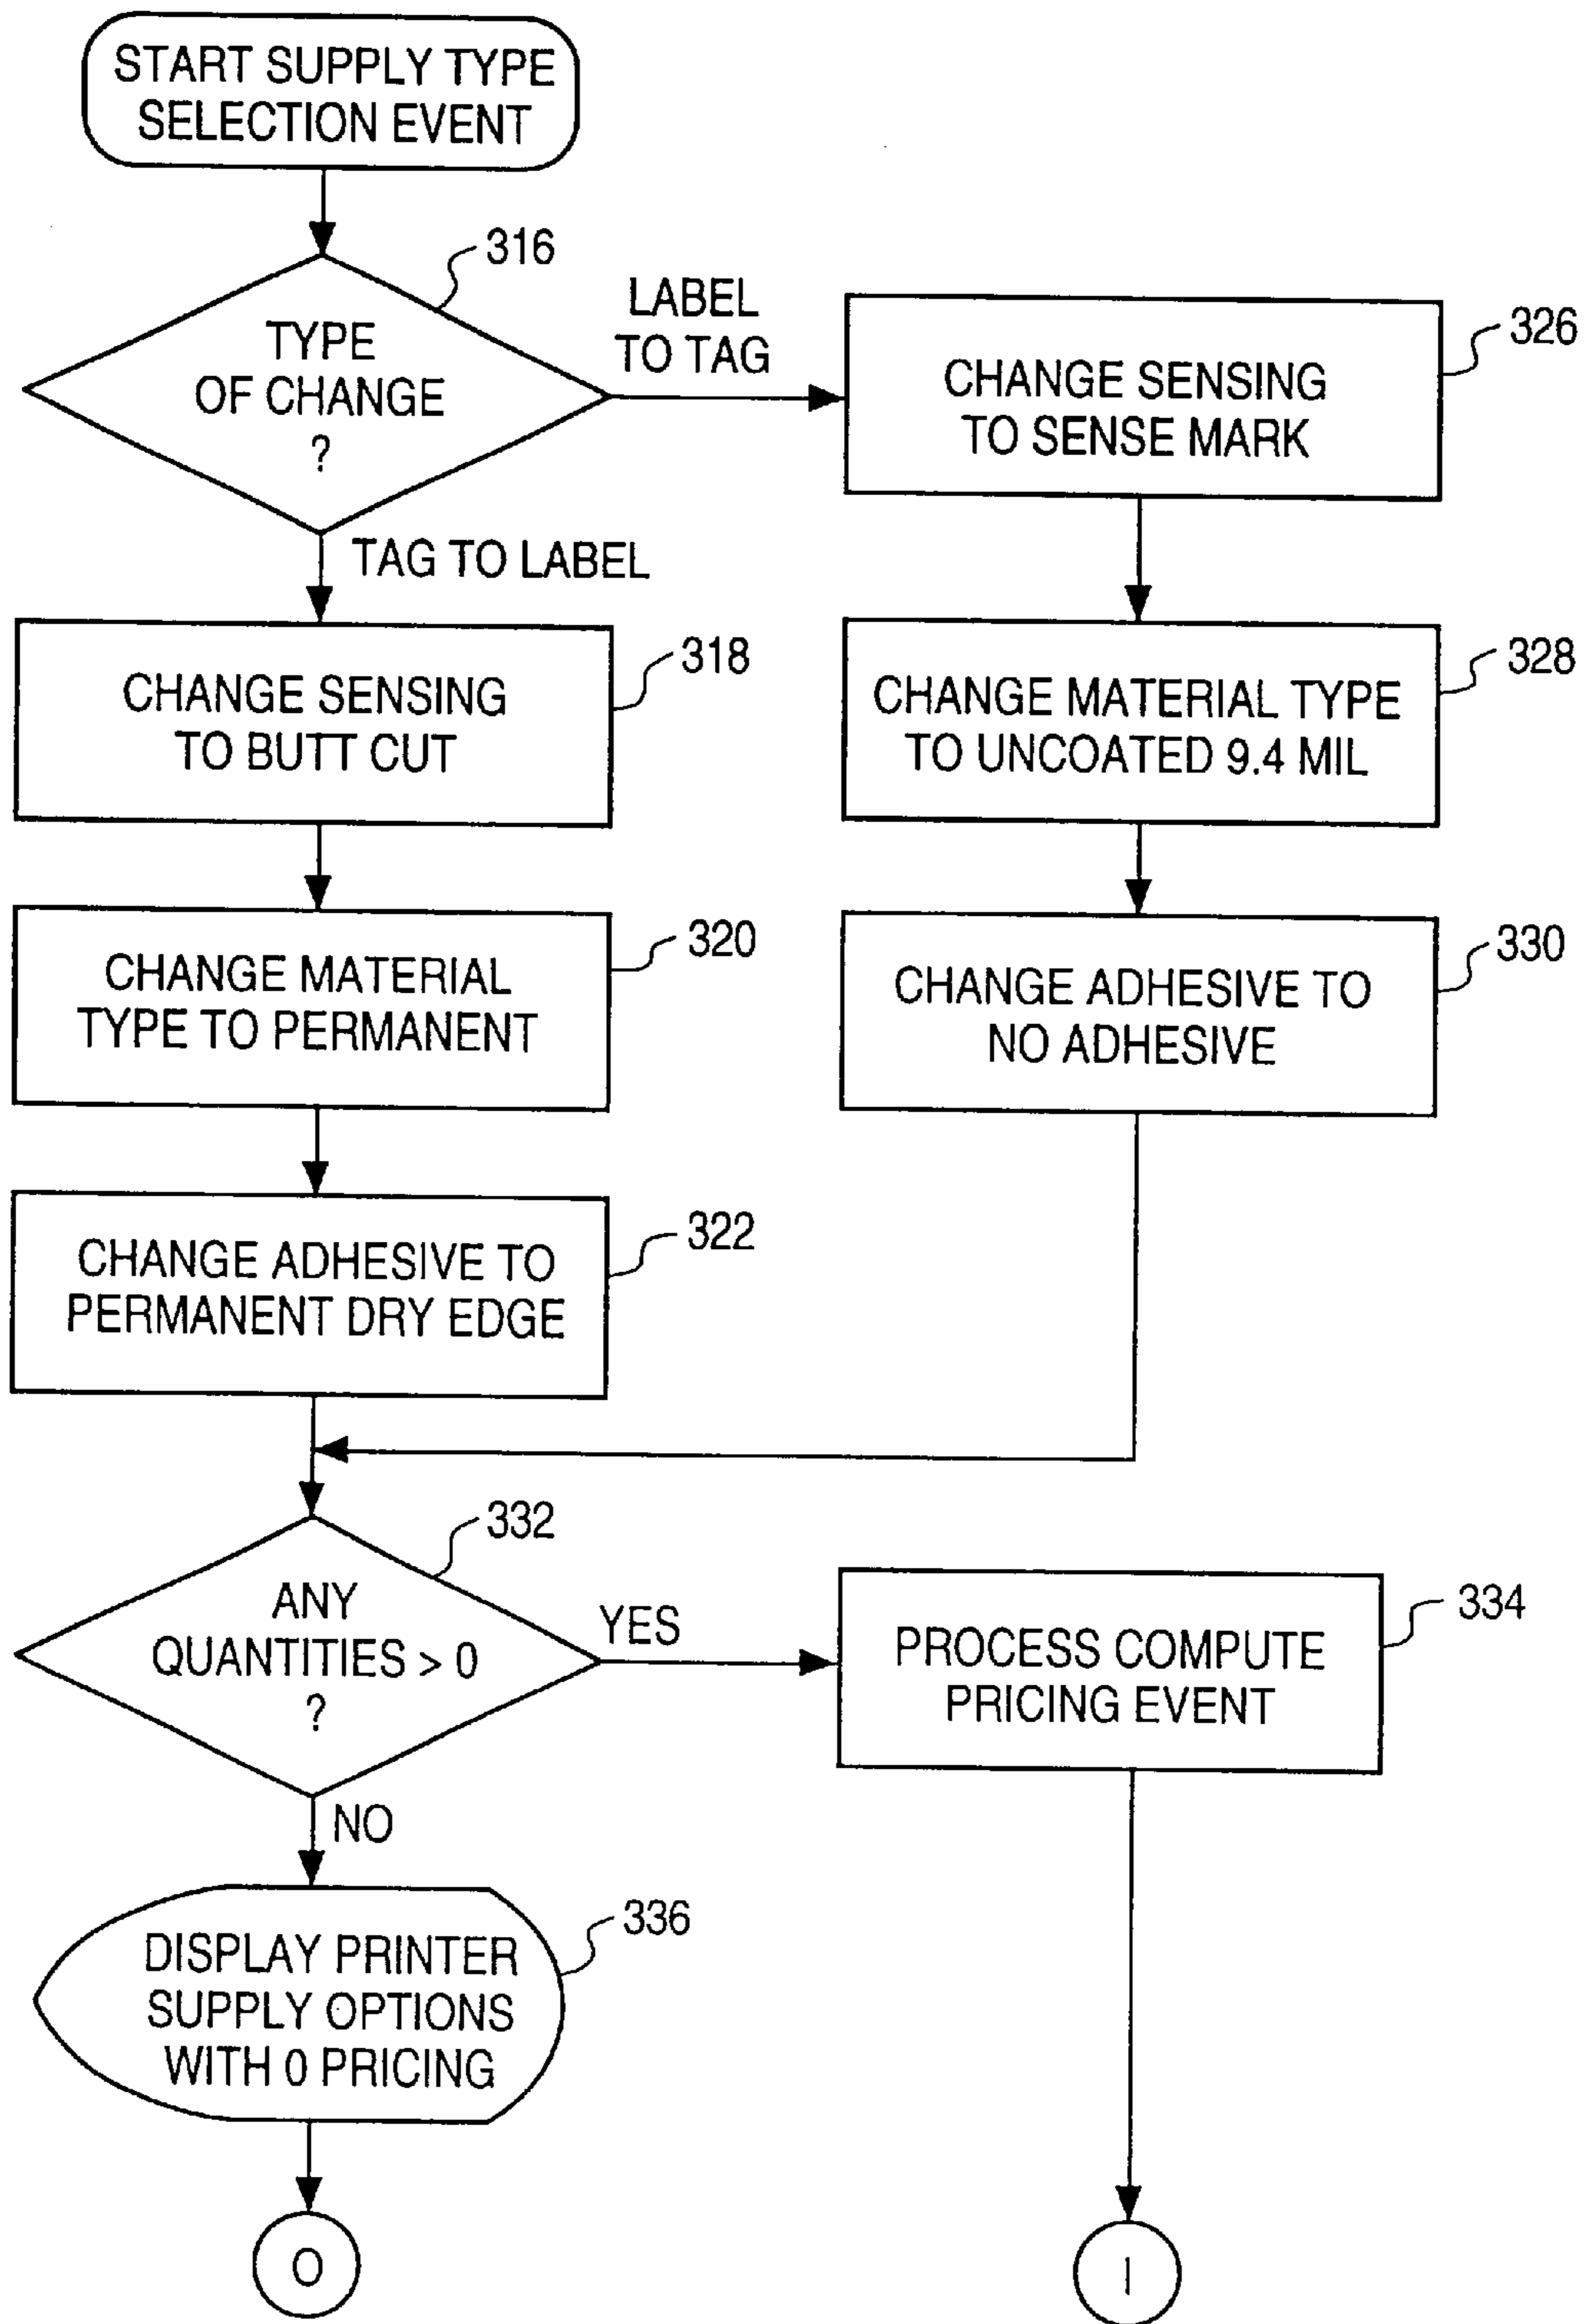 START SUPPLY TYPE
SELECTION EVENT
316
TYPE
OF CHANGE
?
LABEL
TO TAG
326
CHANGE SENSING
TO SENSE MARK
TAG TO LABEL
318
CHANGE SENSING
TO BUTT CUT
328
CHANGE MATERIAL TYPE
TO UNCOATED 9.4 MIL
320
CHANGE MATERIAL
TYPE TO PERMANENT
330
CHANGE ADHESIVE TO
NO ADHESIVE
322
CHANGE ADHESIVE TO
PERMANENT DRY EDGE
332
ANY
QUANTITIES > 0
?
YES
334
PROCESS COMPUTE
PRICING EVENT
NO
336
DISPLAY PRINTER
SUPPLY OPTIONS
WITH 0 PRICING
O
I